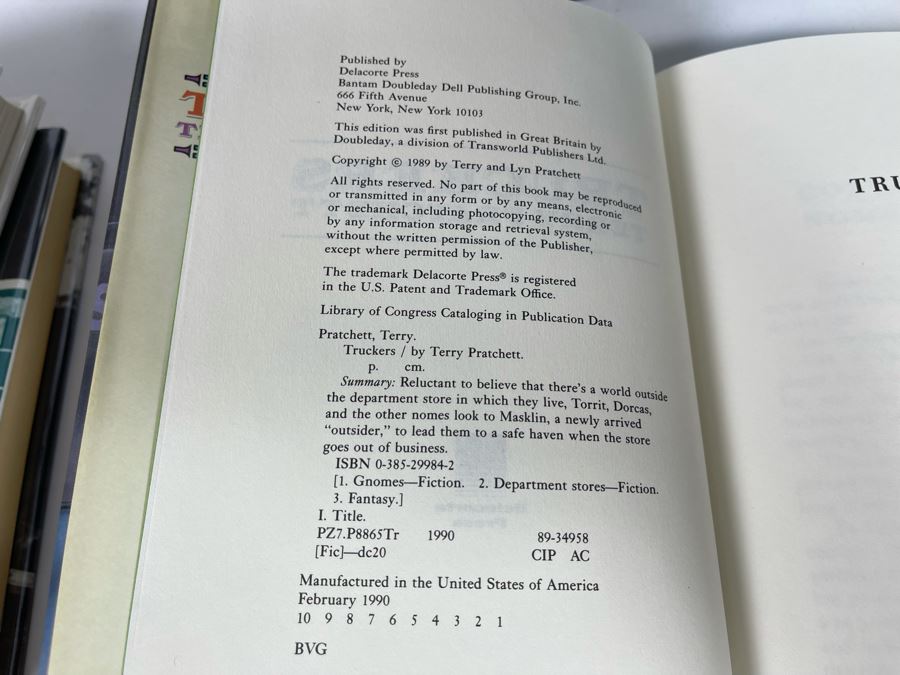 Published by
Delacorte Press
Bantam Doubleday Dell Publishing Group, Inc.
666 Fifth Avenue
New York, New York 10103
This edition was first published in Great Britain by
Doubleday, a division of Transworld Publishers Ltd.
Copyright © 1989 by Terry and Lyn Pratchett
All rights reserved. No part of this book may be reproduced
or transmitted in any form or by any means, electronic
or mechanical, including photocopying, recording or
by any information storage and retrieval system,
without the written permission of the Publisher,
except where permitted by law.
The trademark Delacorte Press® is registered
in the U.S. Patent and Trademark Office.
Library of Congress Cataloging in Publication Data
Pratchett, Terry.
Truckers / by Terry Pratchett.
p. cm.
Summary: Reluctant to believe that there's a world outside
the department store in which they live, Torrit, Dorcas,
and the other nomes look to Masklin, a newly arrived
"outsider," to lead them to a safe haven when the store
goes out of business.
ISBN 0-385-29984-2
[1. Gnomes—Fiction. 2. Department stores—Fiction.
3. Fantasy.]
I. Title.
PZ7.P8865Tr 1990 89-34958
[Fic]—dc20 CIP AC
Manufactured in the United States of America
February 1990
10 9 8 7 6 5 4 3 2 1
BVG
TRU